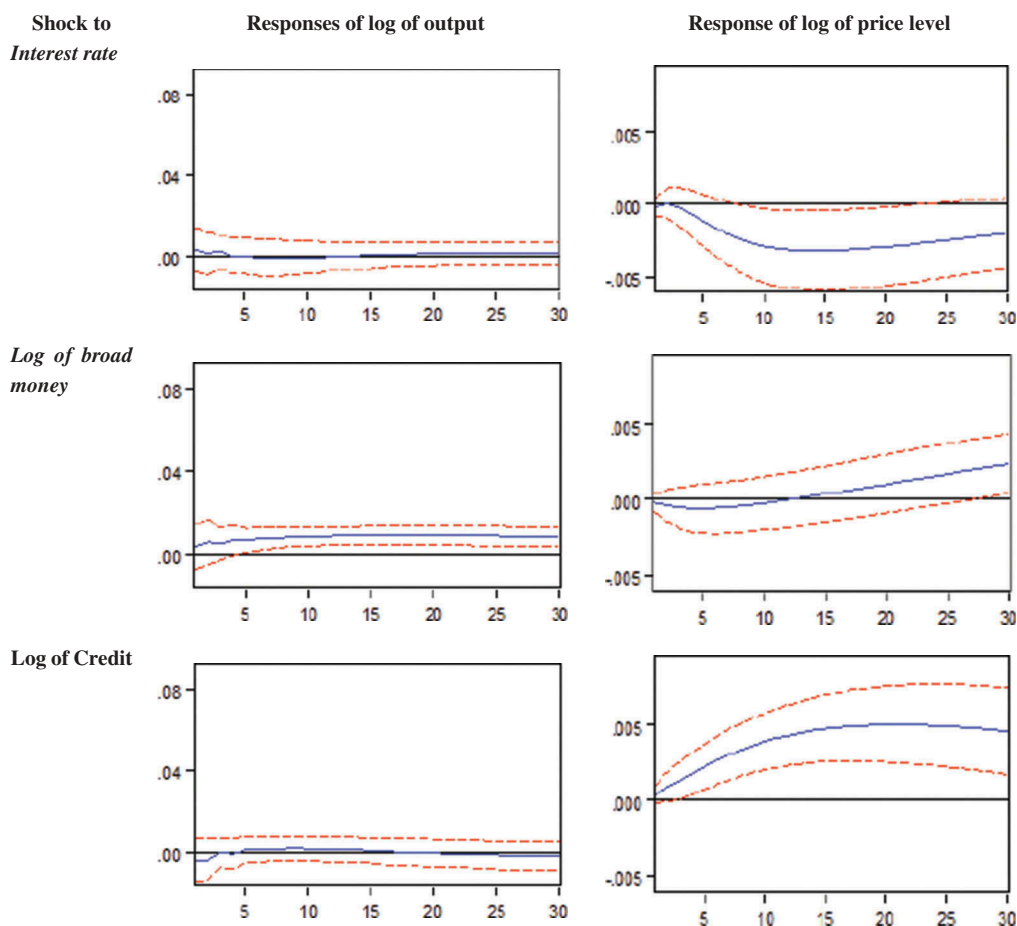 Shock to Responses of log of output Response of log of price level
Interest rate
.08
.04
.00
5 10 15 20 25 30
.005
.000
-.005
5 10 15 20 25 30
Log of broad
money
.08
.04
.00
5 10 15 20 25 30
.005
.000
-.005
5 10 15 20 25 30
Log of Credit
.08
.04
.00
5 10 15 20 25 30
.005
.000
-.005
5 10 15 20 25 30